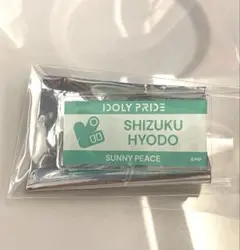 IDOLY PRIDE
SHIZUKU
HYODO
SUNNY PEACE